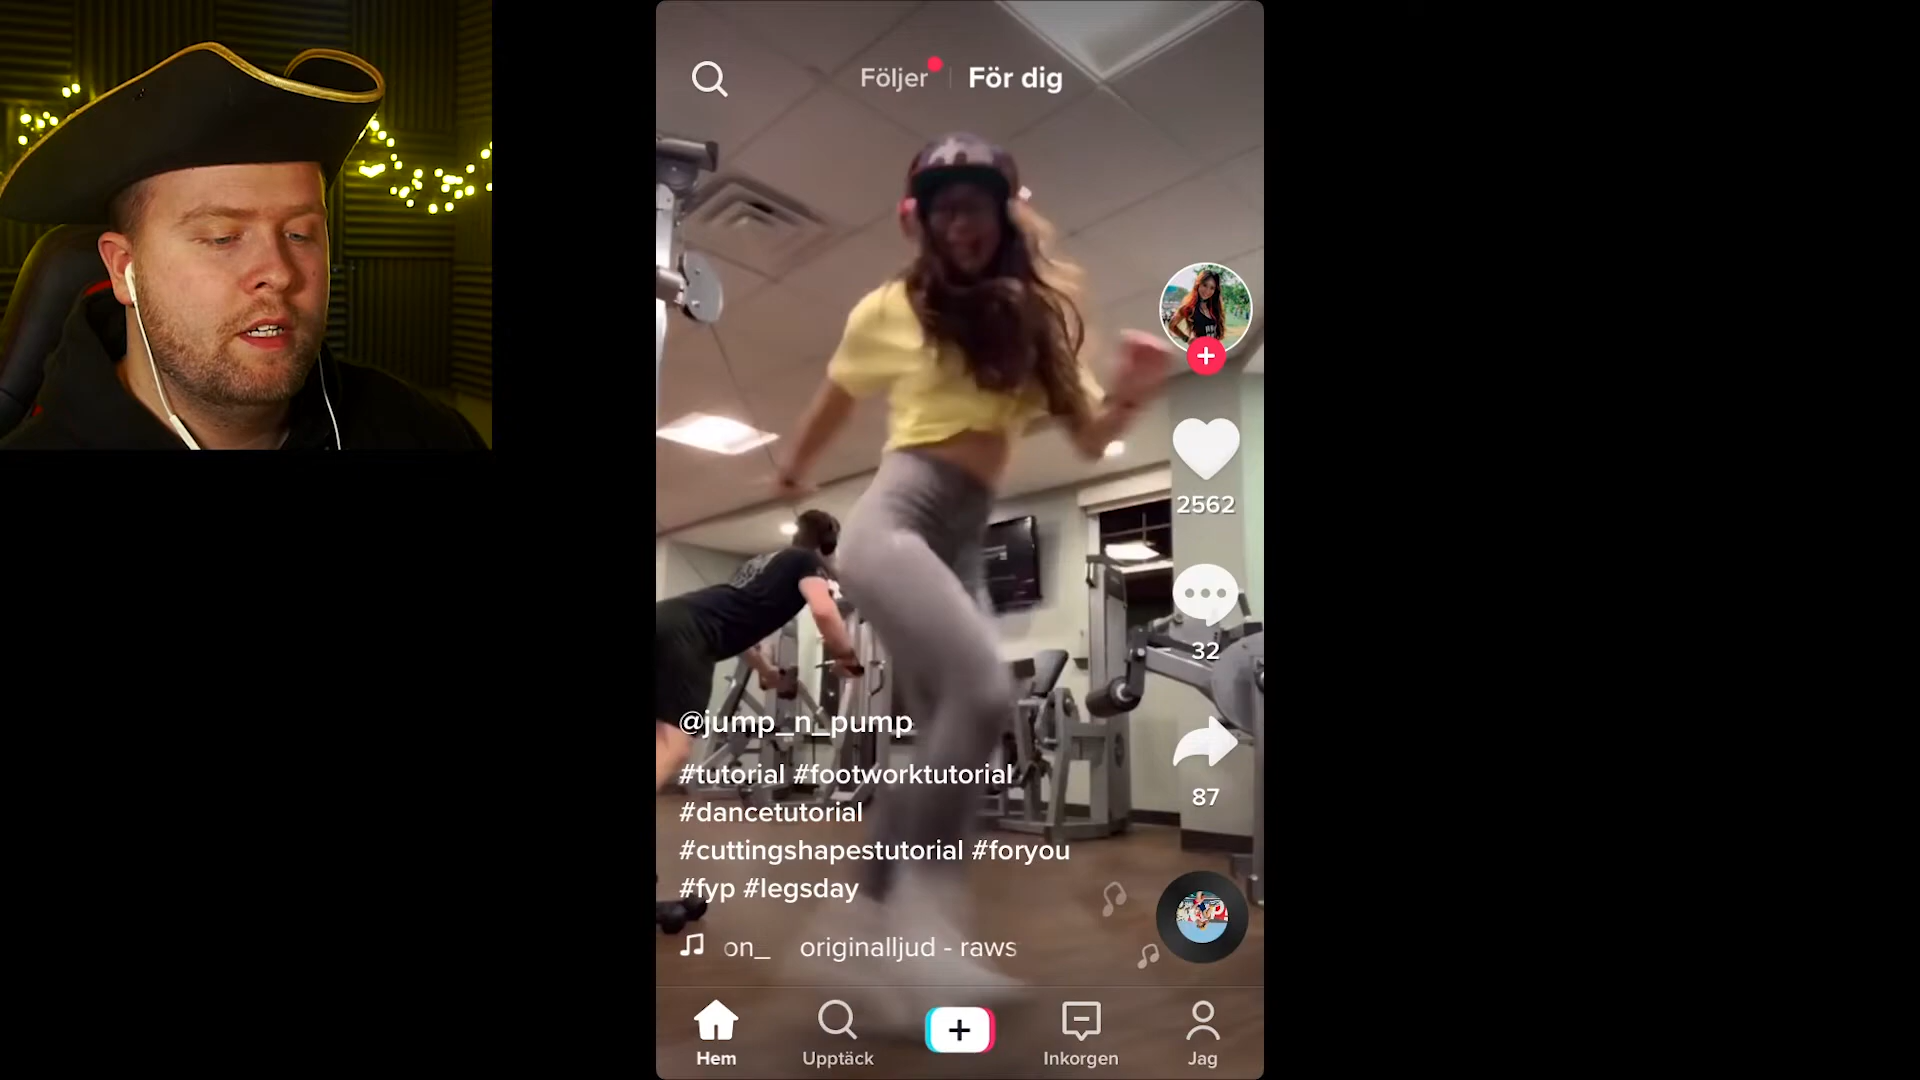 Följer
För dig
2562
32
@jump_n_pump
#tutorial #footworktutorial
#dancetutorial
87
#cuttingshapestutorial #foryou
#fyp #legsday
on_ originalljud - raws
Hem
Upptäck
Inkorgen
Jag